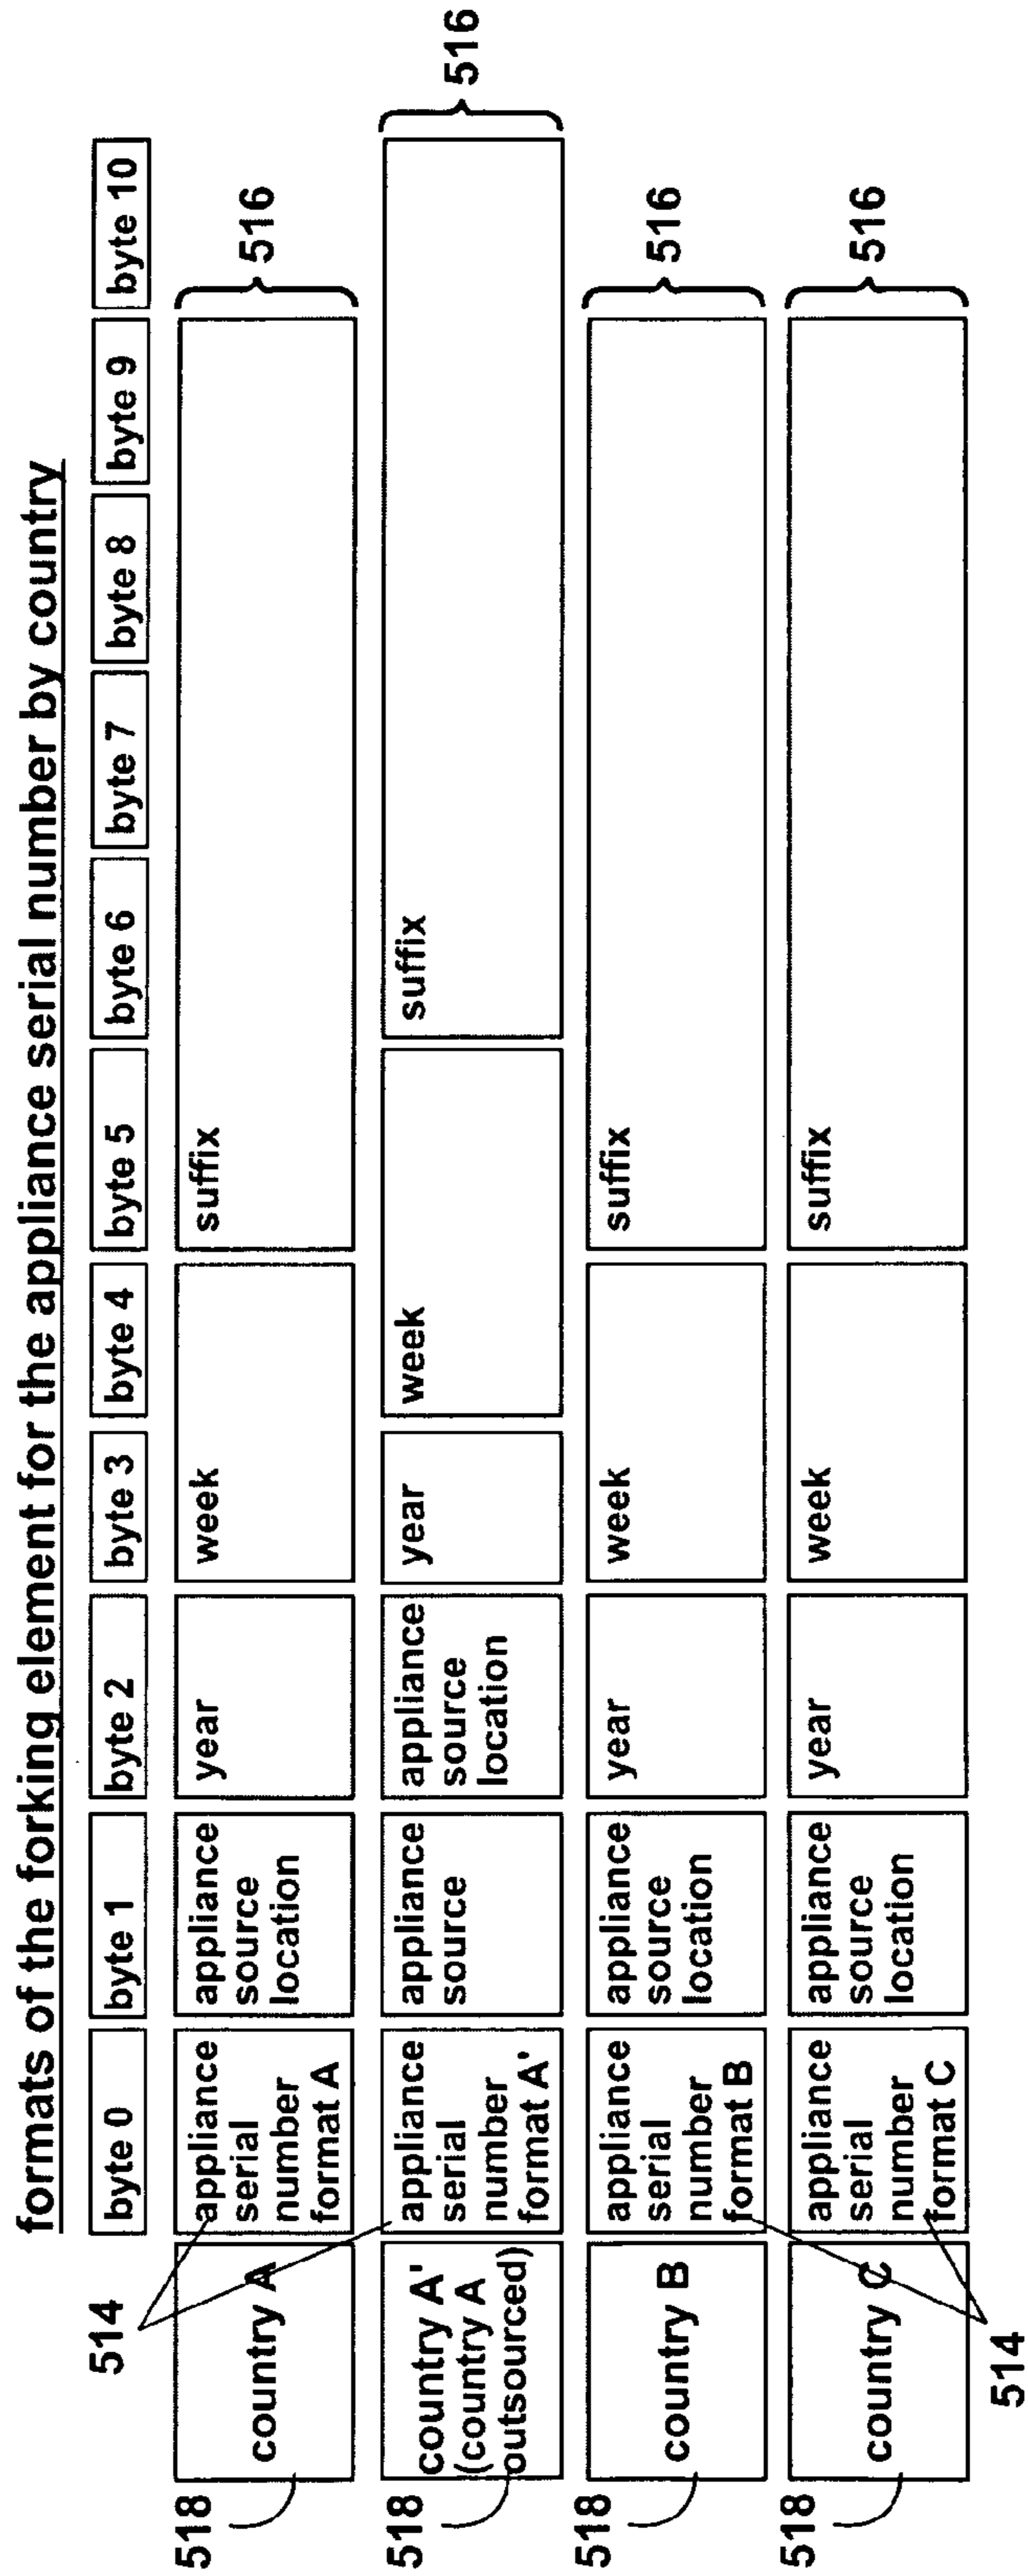 formats of the forking element for the appliance serial number by country
byte 0
byte 1
byte 2
byte 3
byte 4
byte 5
byte 6
byte 7
byte 8
byte 9
byte 10
514
518
country A
appliance
serial
number
format A
appliance
source
location
year
week
suffix
516
518
country A'
(country A
outsourced)
appliance
serial
number
format A'
appliance
source
appliance
source
location
year
week
suffix
516
518
country B
appliance
serial
number
format B
appliance
source
location
year
week
suffix
516
518
country C
appliance
serial
number
format C
appliance
source
location
year
week
suffix
516
514